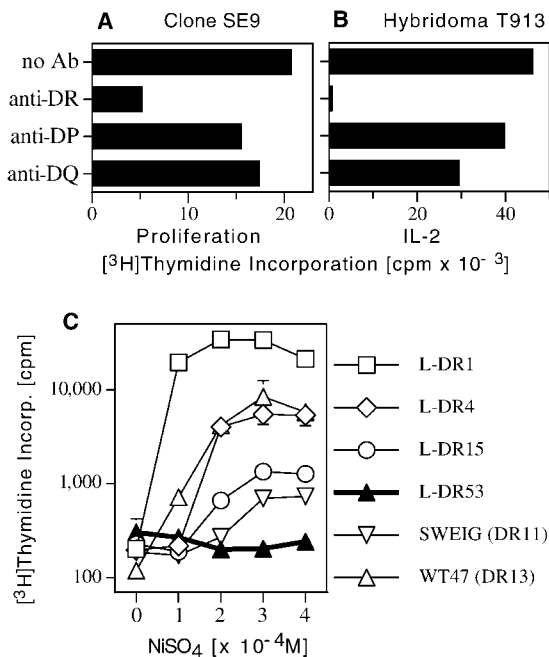 A Clone SE9 B Hybridoma T913
no Ab
anti-DR
anti-DP
anti-DQ
0 10 20 0 20 40
Proliferation IL-2
[³H]Thymidine Incorporation [cpm x 10⁻ ³]
C
[³H]Thymidine Incorp. [cpm]
10,000
1,000
100
0 1 2 3 4
NiSO₄ [x 10⁻⁴M]
L-DR1
L-DR4
L-DR15
L-DR53
SWEIG (DR11)
WT47 (DR13)